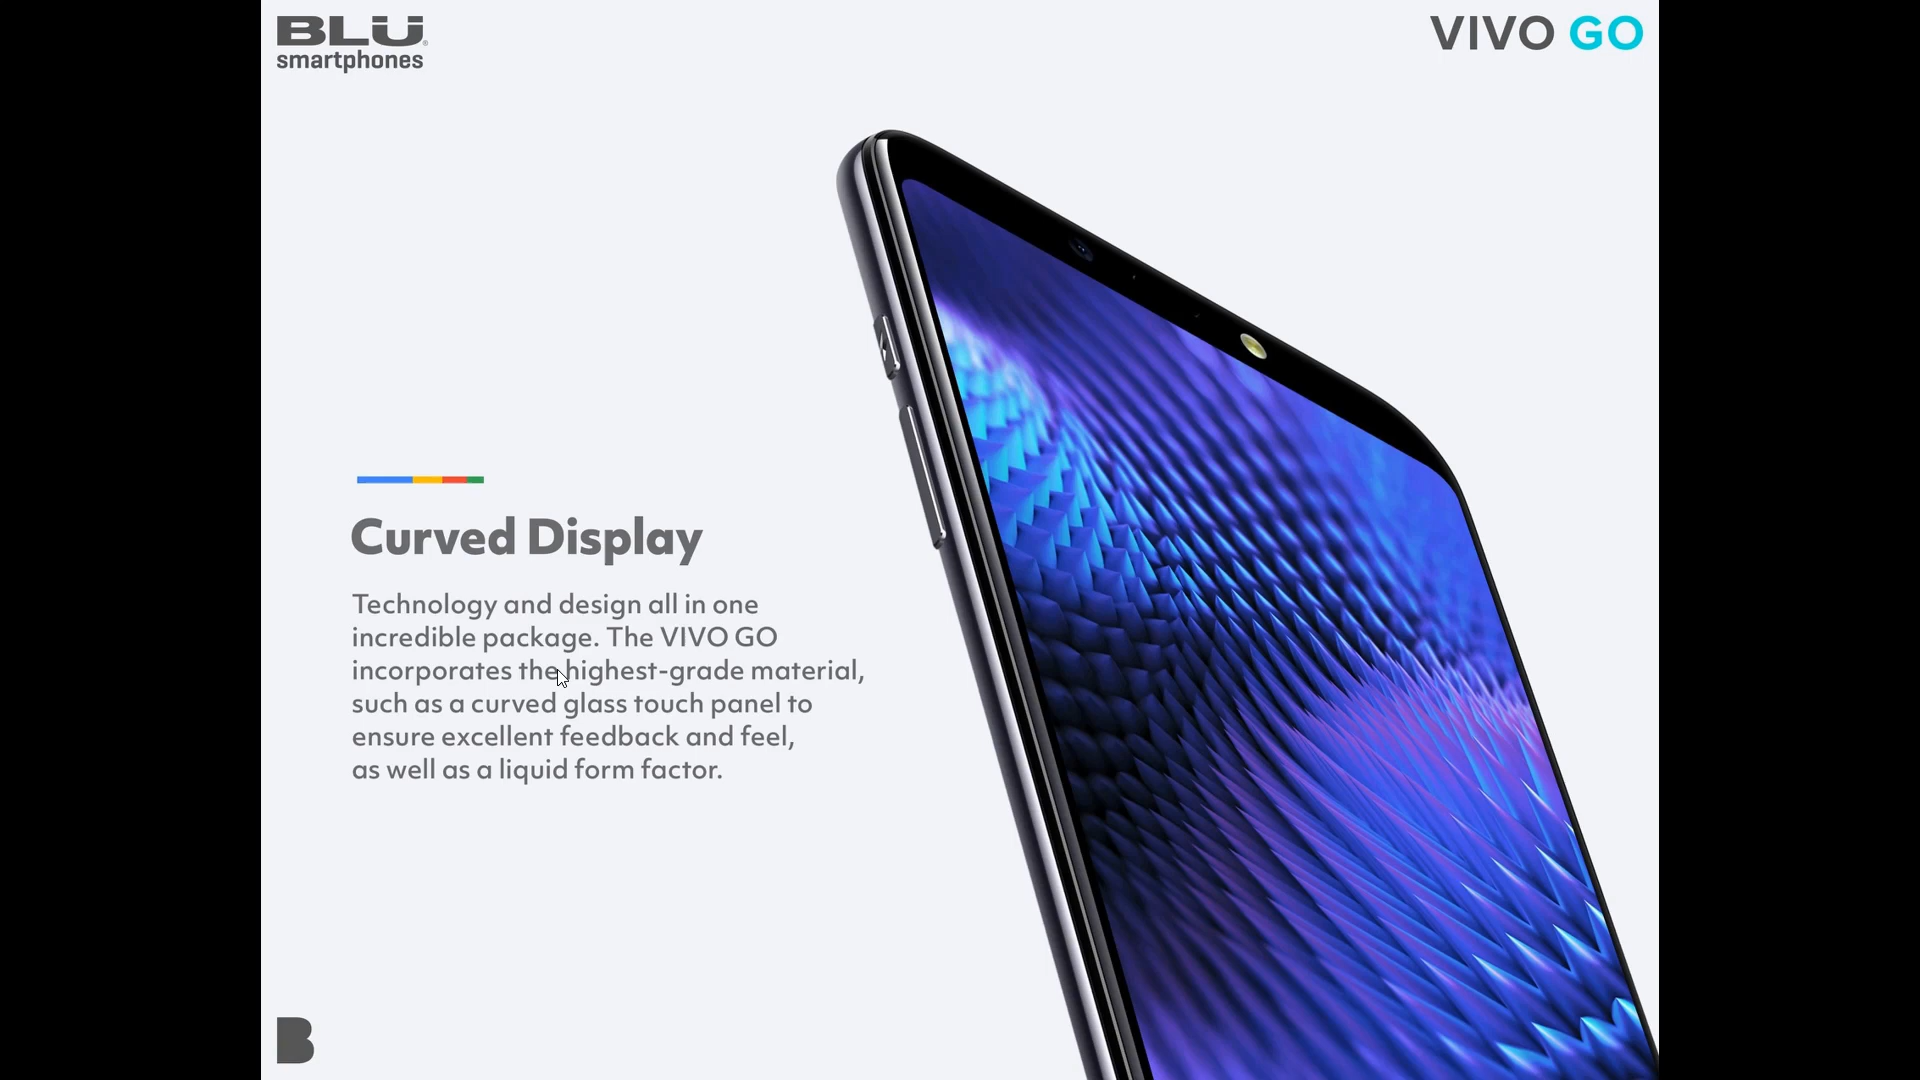 BLU
smartphones
VIVO GO
Curved Display
Technology and design all in one
incredible package. The VIVO GO
incorporates the highest-grade material,
such as a curved glass touch panel to
ensure excellent feedback and feel,
as well as a liquid form factor.
B